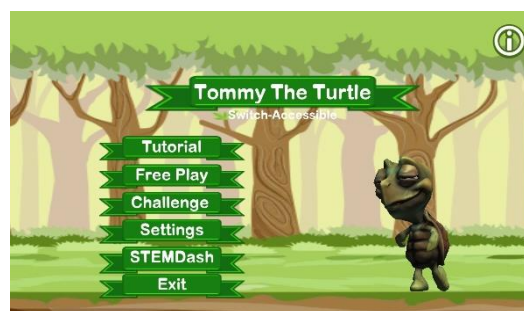 Tommy The Turtle
Switch-Accessible
Tutorial
Free Play
Challenge
Settings
STEMDash
Exit